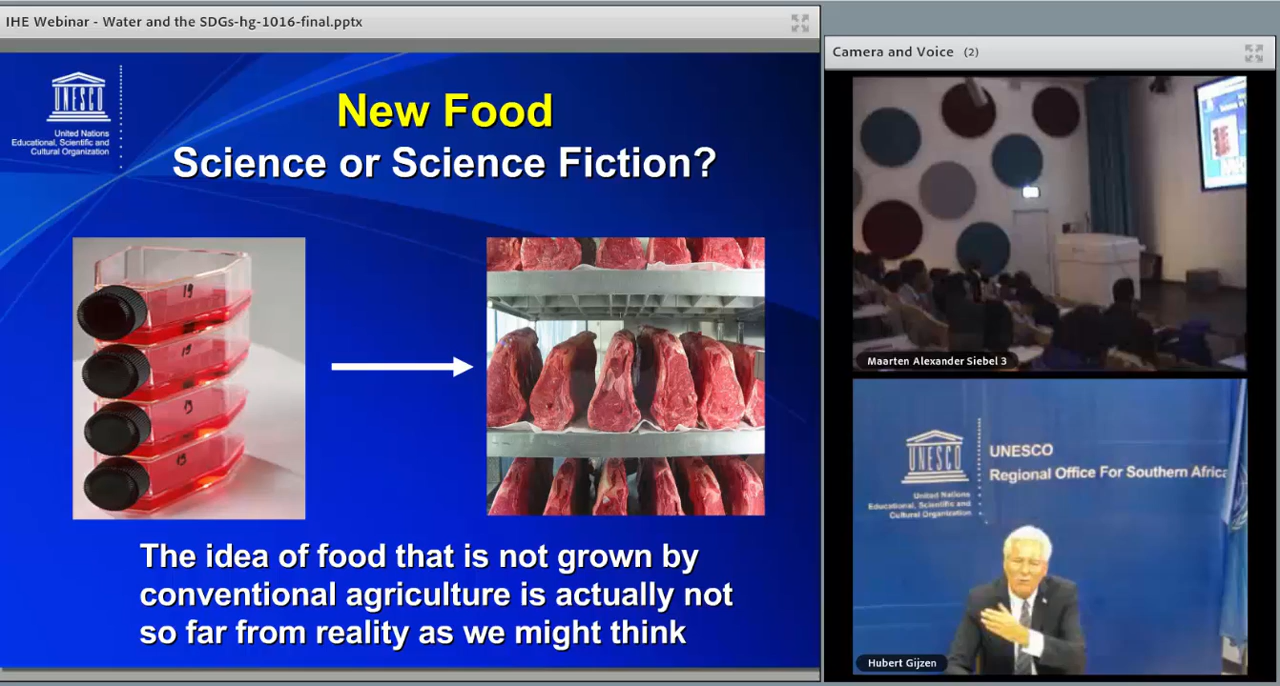 IHE Webinar - Water and the SDGs-hg-1016-final.pptx
UNESCO
United Nations
Educational, Scientific and
Cultural Organization
New Food
Science or Science Fiction?
19
19
The idea of food that is not grown by
conventional agriculture is actually not
so far from reality as we might think
Camera and Voice (2)
Maarten Alexander Siebel 3
UNESCO
United Nations
Educational, Scientific and
Cultural Organization
UNESCO
Regional Office For Southern Africa
Hubert Gijzen